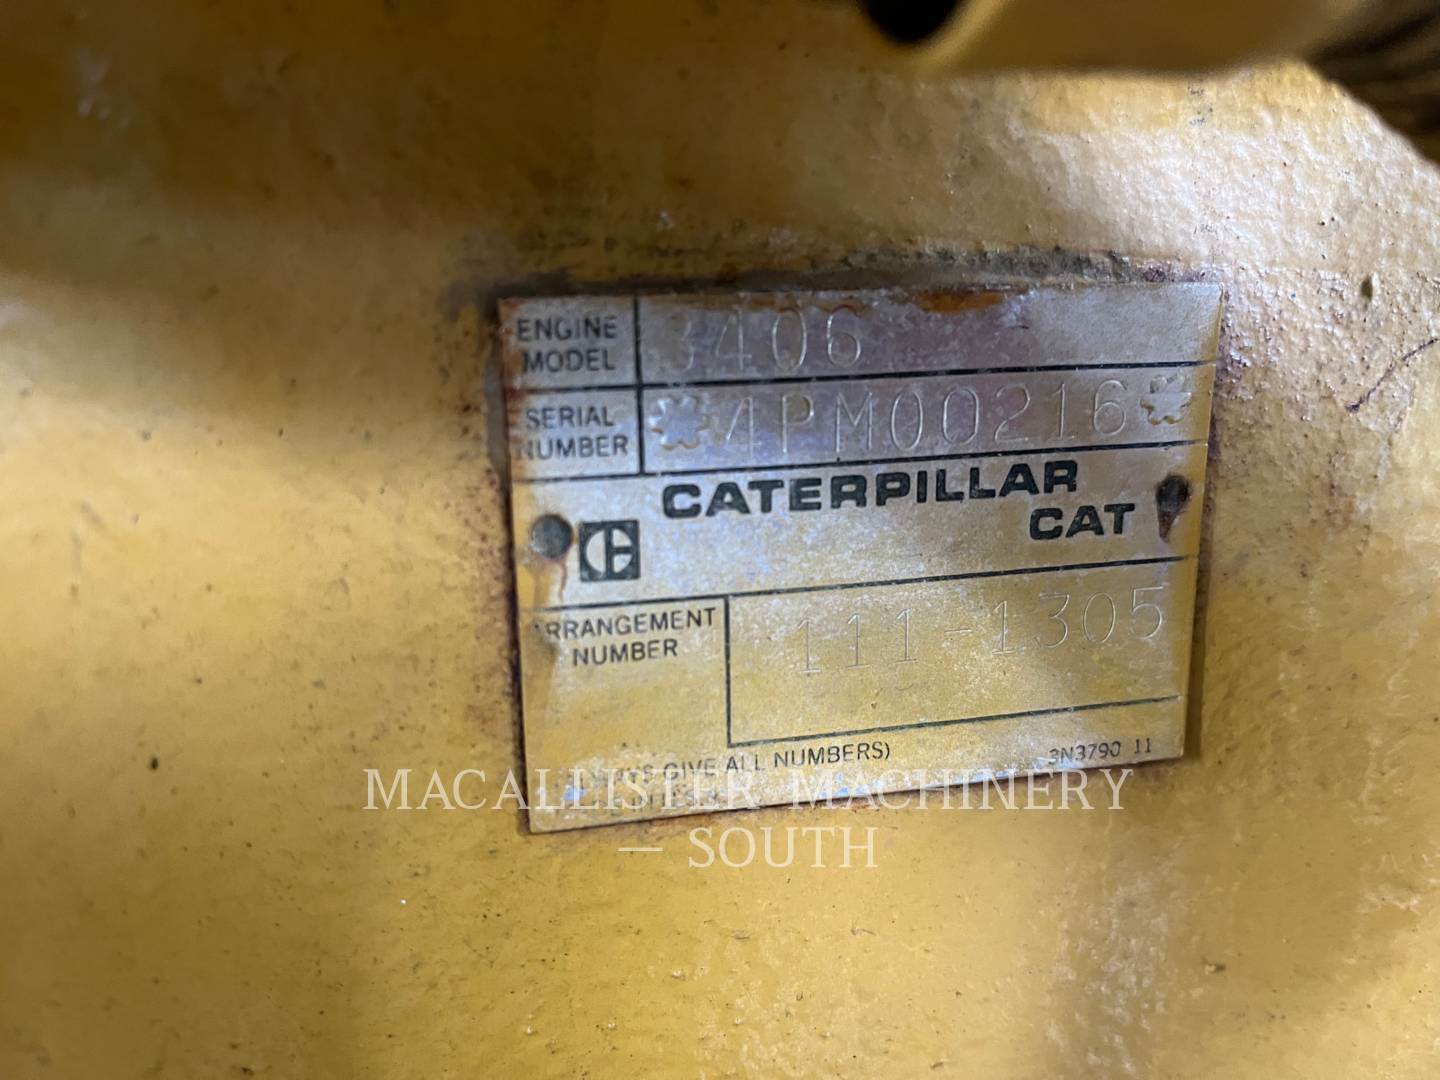 ENGINE
MODEL
3406
SERIAL
NUMBER
4PM00216
CATERPILLAR
CAT
ARRANGEMENT
NUMBER
111-1305
(ALWAYS GIVE ALL NUMBERS)
3N3790 11
MACALLISTER MACHINERY
— SOUTH